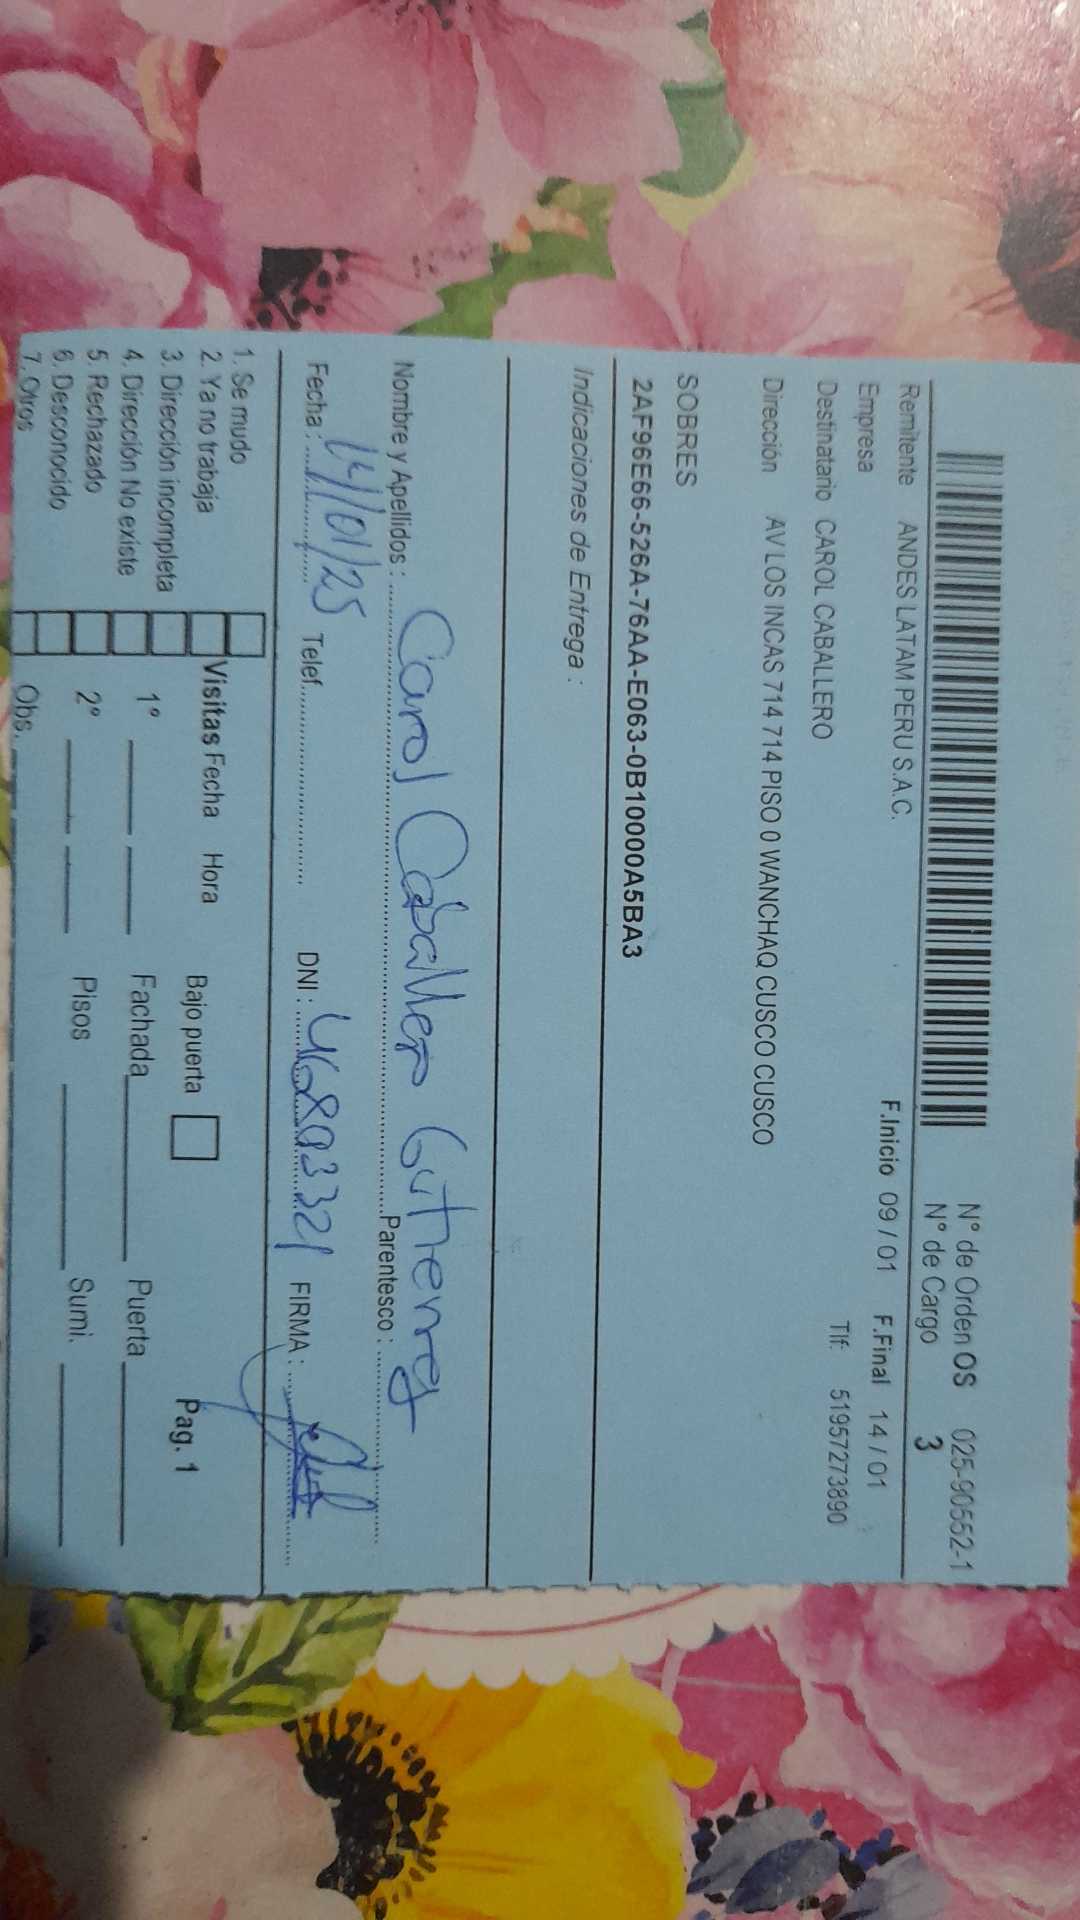 N° de Orden OS 025-90552-1
N° de Cargo 3
Remitente ANDES LATAM PERU S.A.C. F.Inicio 09 / 01 F.Final 14 / 01
Empresa
Destinatario CAROL CABALLERO Tlf: 51957273890
Dirección AV LOS INCAS 714 714 PISO 0 WANCHAQ CUSCO CUSCO
SOBRES
2AF96E66-526A-76AA-E063-0B10000A5BA3
Indicaciones de Entrega :
Nombre y Apellidos : Carol Caballero Gutierrez Parentesco :
Fecha : 14/01/25 Telef. DNI : 46803321 FIRMA :
1. Se mudo
2. Ya no trabaja
3. Dirección incompleta
4. Dirección No existe
5. Rechazado
6. Desconocido
7. Otros
Visitas Fecha Hora Bajo puerta Pag. 1
1° Fachada Puerta
2° Pisos Sumi.
Obs.